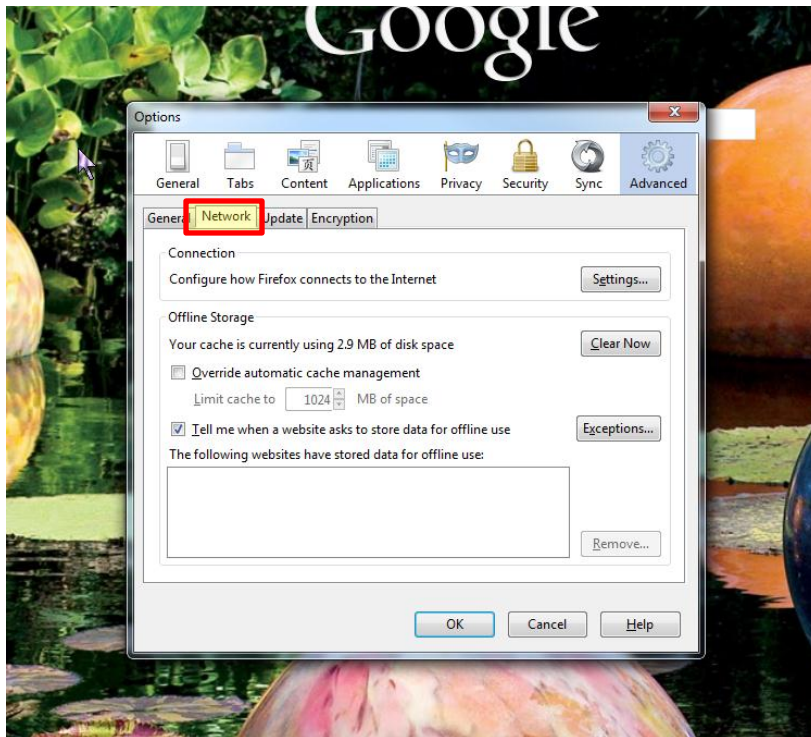 Google
Options
General Tabs Content Applications Privacy Security Sync Advanced
General Network Update Encryption
Connection
Configure how Firefox connects to the Internet Settings...
Offline Storage
Your cache is currently using 2.9 MB of disk space Clear Now
Override automatic cache management
Limit cache to 1024 MB of space
Tell me when a website asks to store data for offline use Exceptions...
The following websites have stored data for offline use:
Remove...
OK Cancel Help